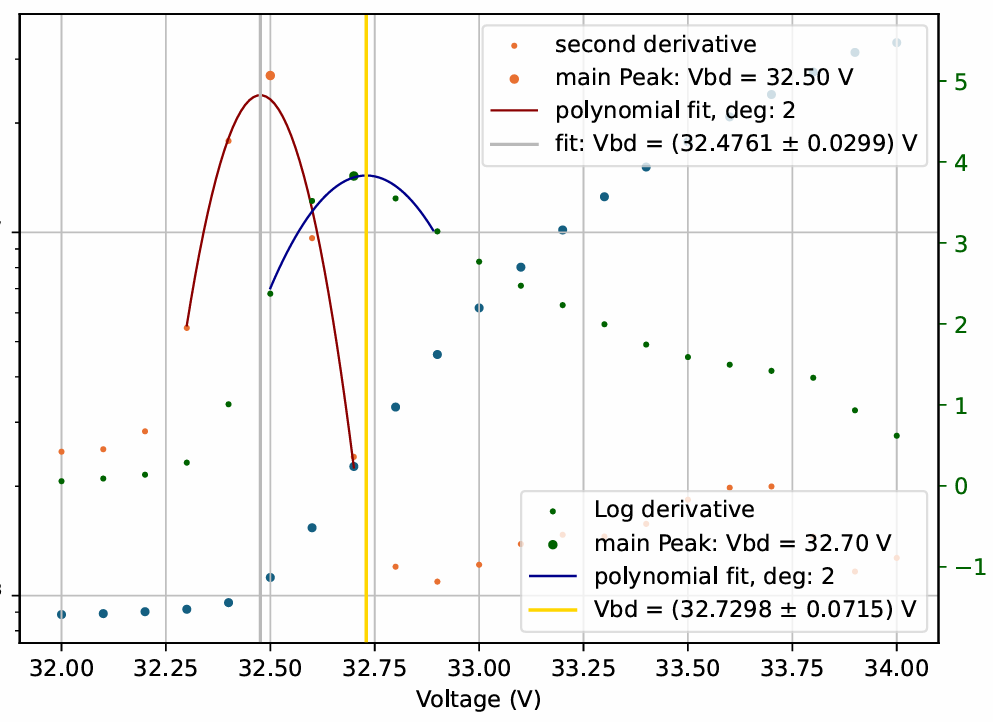 second derivative
main Peak: Vbd = 32.50 V
polynomial fit, deg: 2
fit: Vbd = (32.4761 ± 0.0299) V
5
4
3
2
1
0
−1
Log derivative
main Peak: Vbd = 32.70 V
polynomial fit, deg: 2
Vbd = (32.7298 ± 0.0715) V
32.00 32.25 32.50 32.75 33.00 33.25 33.50 33.75 34.00
Voltage (V)